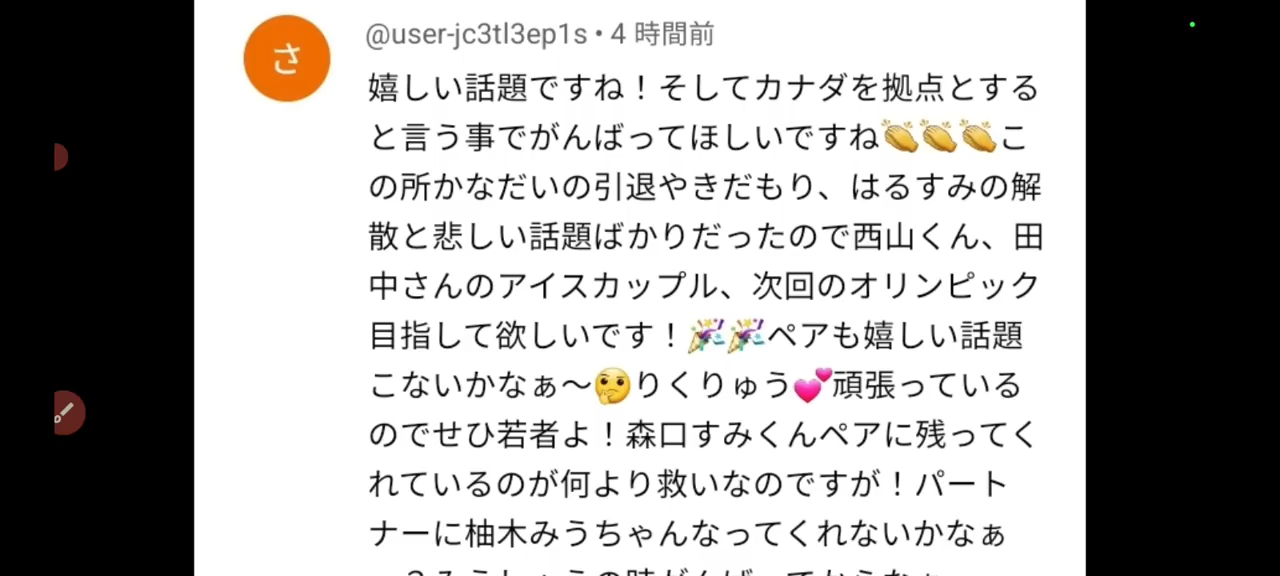 さ
@user-jc3tl3ep1s • 4 時間前
嬉しい話題ですね！そしてカナダを拠点とする
と言う事でがんばってほしいですね👏👏👏こ
の所かなだいの引退やきだもり、はるすみの解
散と悲しい話題ばかりだったので西山くん、田
中さんのアイスカップル、次回のオリンピック
目指して欲しいです！🎉🎉ペアも嬉しい話題
こないかなぁ〜🤔りくりゅう💕頑張っている
のでせひ若者よ！森口すみくんペアに残ってく
れているのが何より救いなのですが！パート
ナーに柚木みうちゃんなってくれないかなぁ